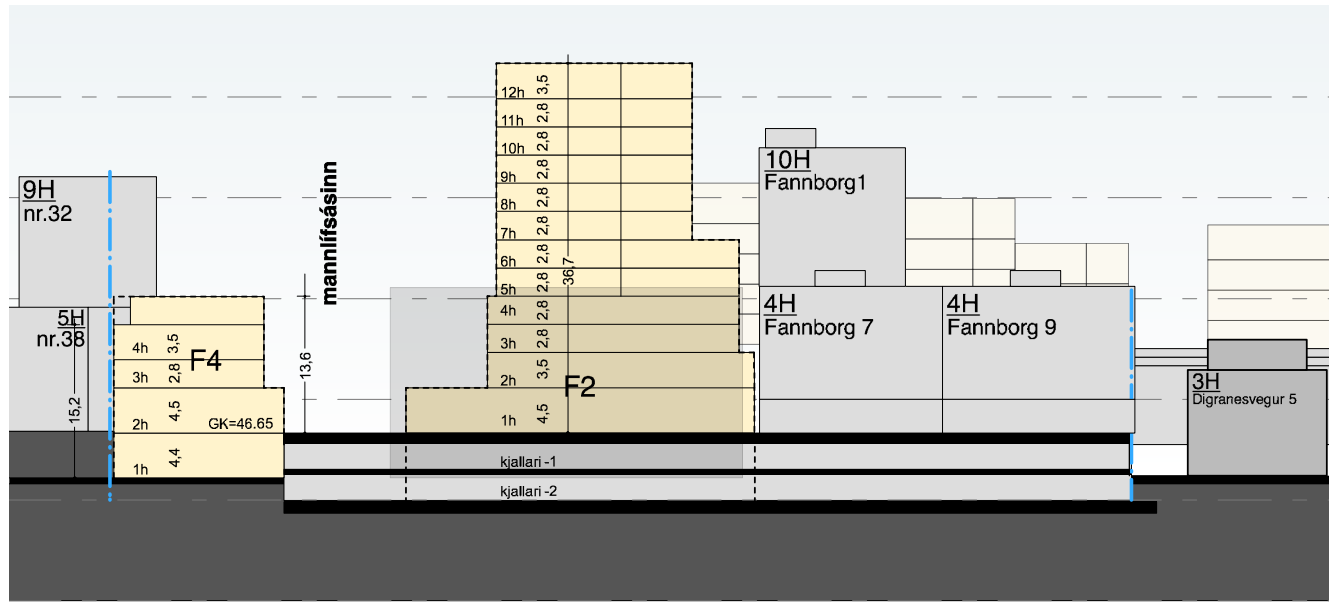 9H
nr.32
5H
nr.38
15,2
4h 3,5
3h 2,8
2h 4,5
1h 4,4
F4
GK=46.65
13,6
mannlífsásinn
12h 3,5
11h 2,8
10h 2,8
9h 2,8
8h 2,8
7h 2,8
6h 2,8
5h 2,8
4h 2,8
3h 2,8
2h 3,5
1h 4,5
36,7
F2
kjallari -1
kjallari -2
10H
Fannborg1
4H
Fannborg 7
4H
Fannborg 9
3H
Digranesvegur 5